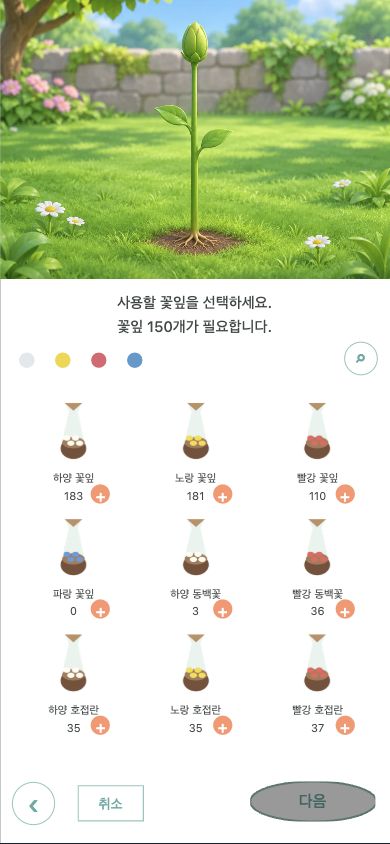 사용할 꽃잎을 선택하세요.
꽃잎 150개가 필요합니다.
하양 꽃잎
노랑 꽃잎
빨강 꽃잎
183
181
110
파랑 꽃잎
하양 동백꽃
빨강 동백꽃
0
3
36
하양 호접란
노랑 호접란
빨강 호접란
35
35
37
취소
다음